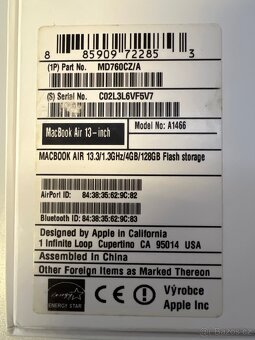 8 85909 72285 3
(1P) Part No. MD760CZ/A
(S) Serial No. C02L3L6VF5V7
MacBook Air 13-inch
Model No: A1466
MACBOOK AIR 13.3/1.3GHz/4GB/128GB Flash storage
AirPort ID: 84:38:35:62:9C:82
Bluetooth ID: 84:38:35:62:9C:83
Designed by Apple in California
1 Infinite Loop Cupertino CA 95014 USA
Assembled in China
Other Foreign Items as Marked Thereon
energy
ENERGY STAR
CE
Výrobce
Apple Inc